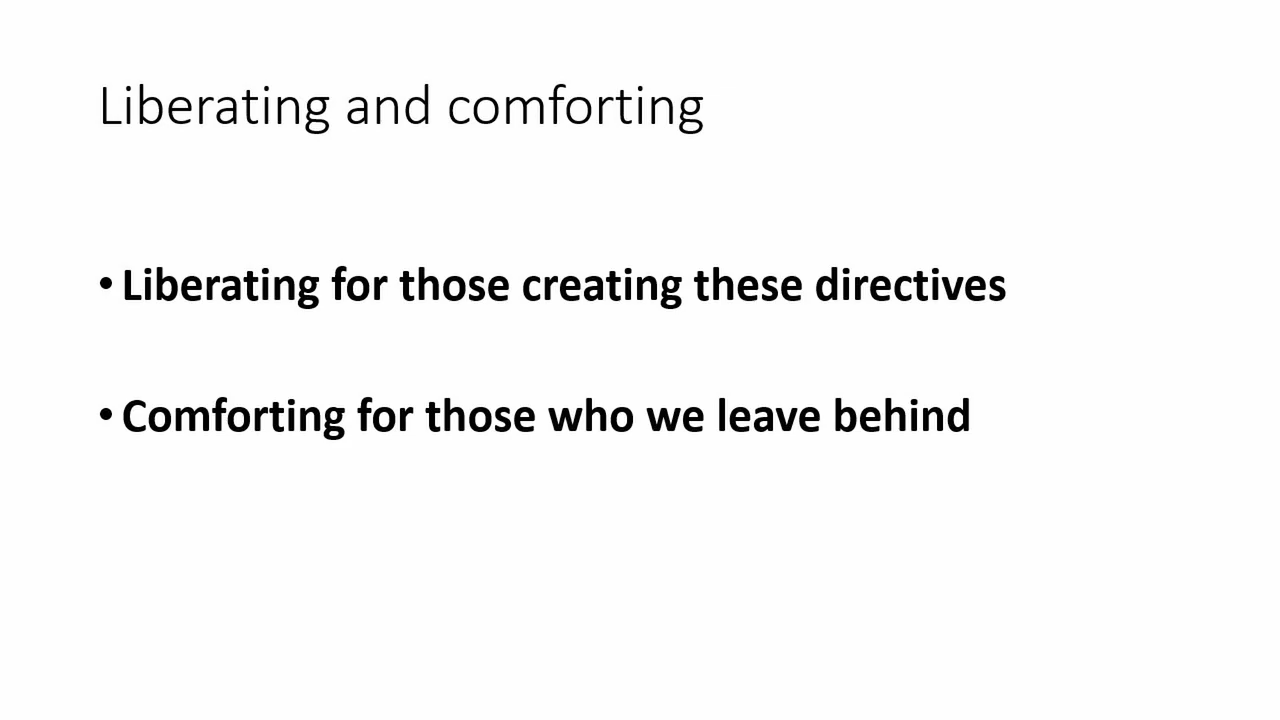 Liberating and comforting
• Liberating for those creating these directives
• Comforting for those who we leave behind